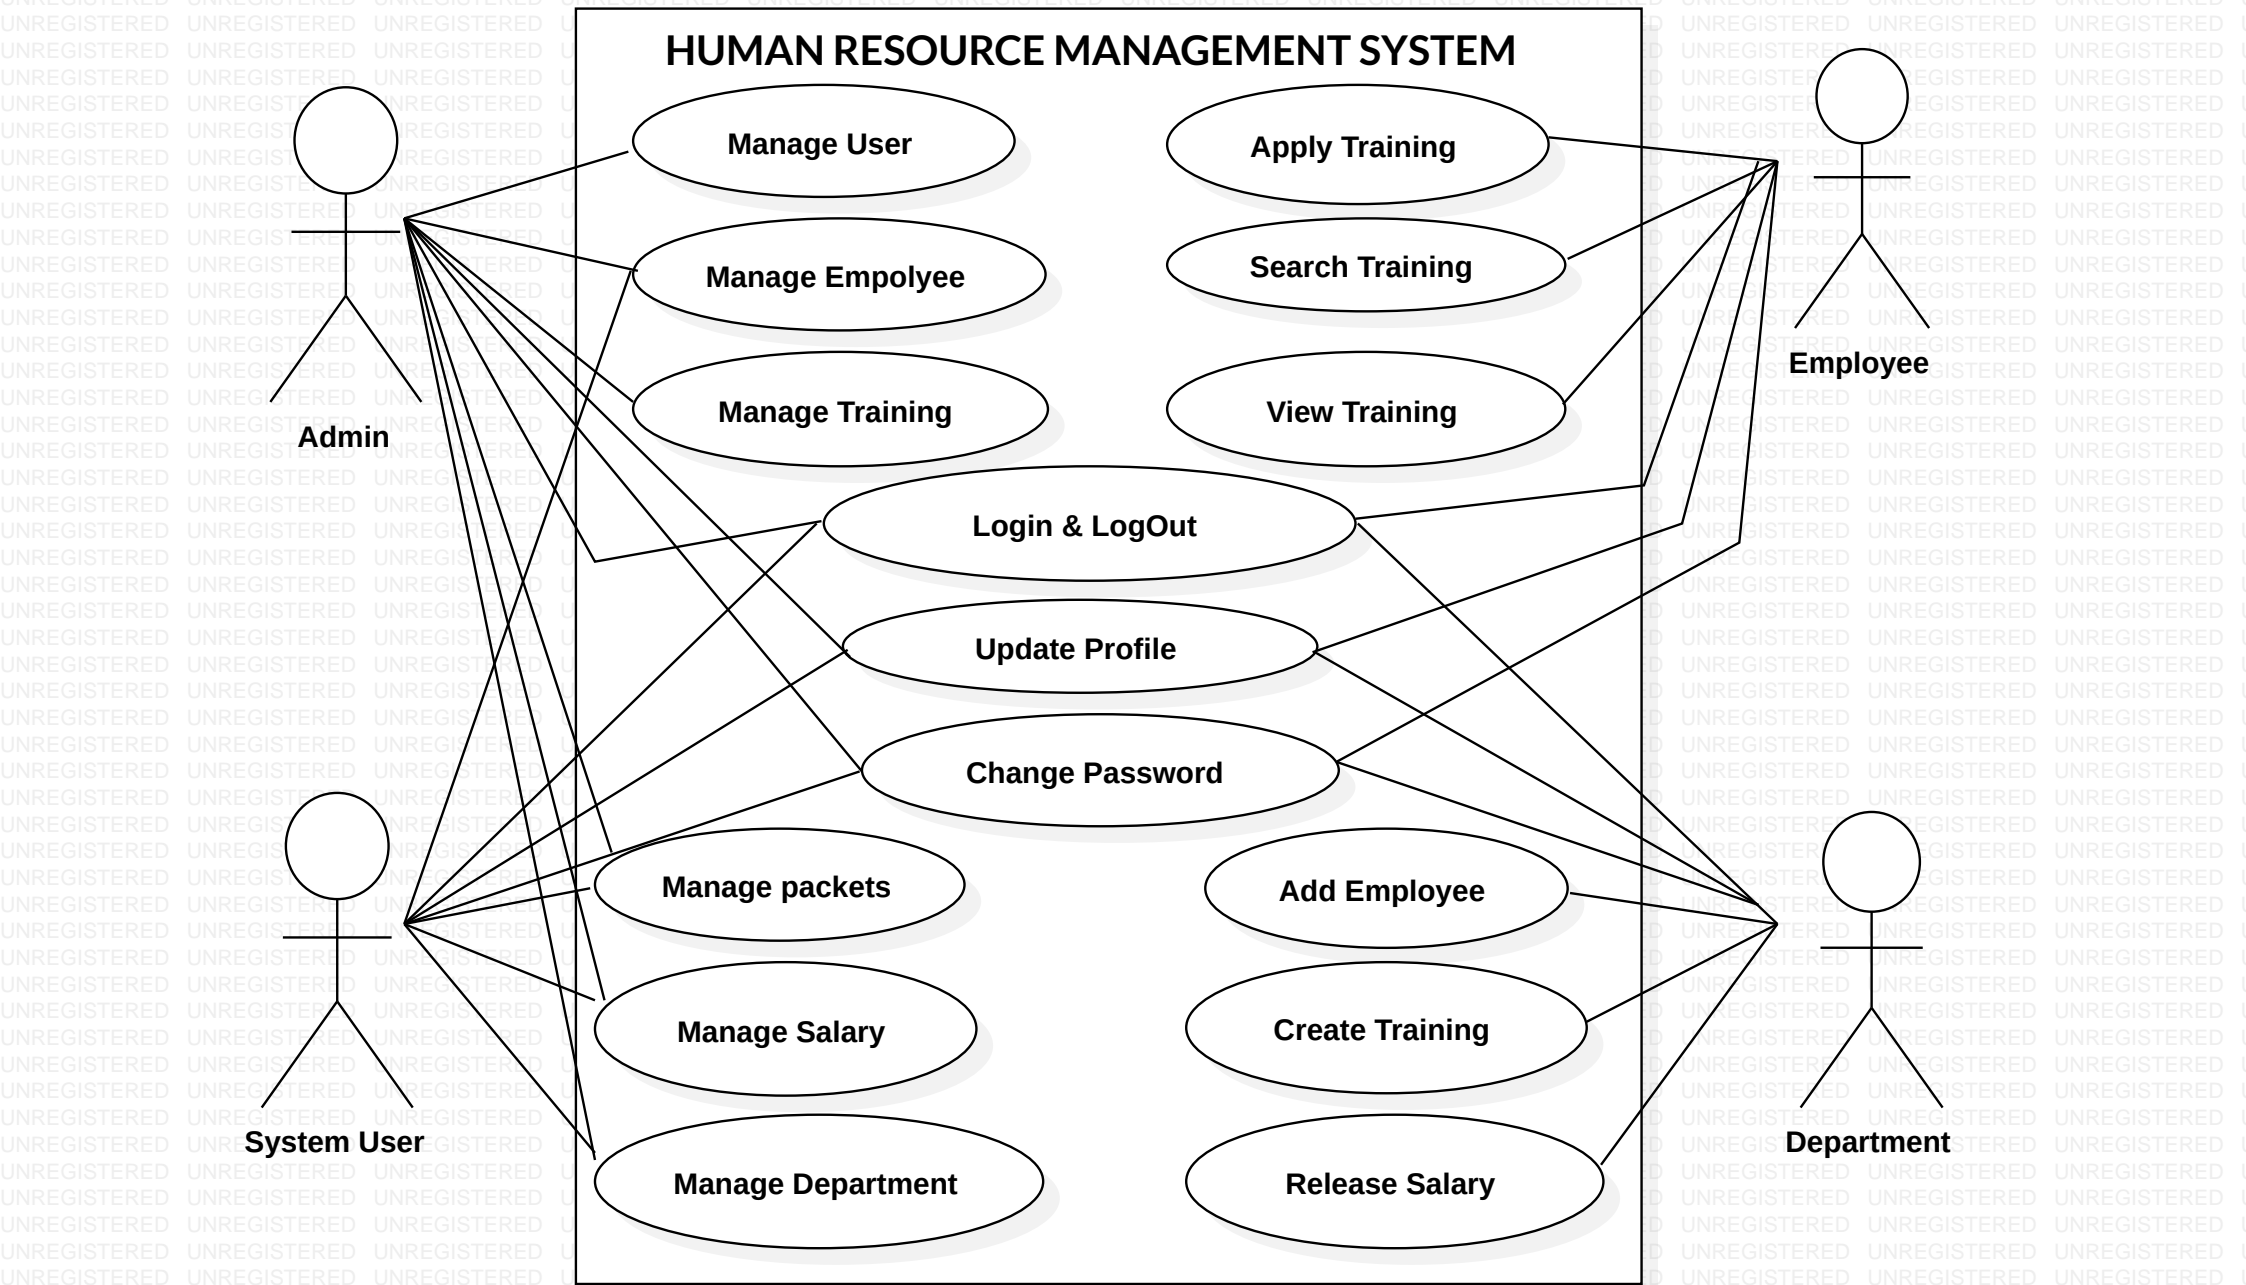 HUMAN RESOURCE MANAGEMENT SYSTEM
Manage User
Apply Training
Manage Empolyee
Search Training
Employee
Manage Training
View Training
Admin
Login & LogOut
Update Profile
Change Password
Manage packets
Add Employee
Manage Salary
Create Training
System User
Department
Manage Department
Release Salary
UNREGISTERED